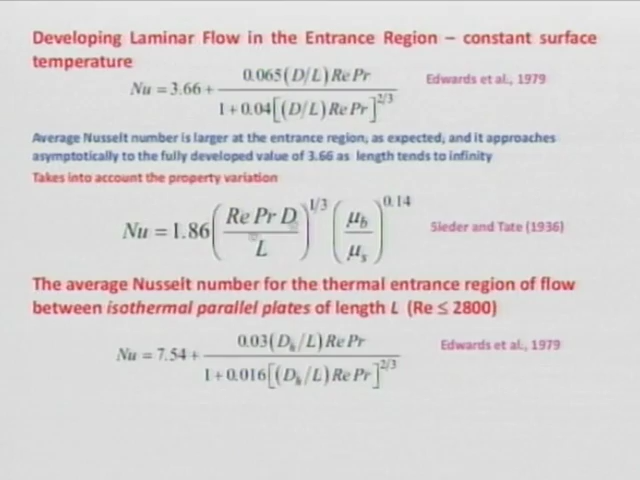 Developing Laminar Flow in the Entrance Region – constant surface
temperature
Nu = 3.66 + 0.065(D/L) Re Pr / 1 + 0.04[(D/L) Re Pr]^2/3
Edwards et al., 1979
Average Nusselt number is larger at the entrance region, as expected, and it approaches
asymptotically to the fully developed value of 3.66 as length tends to infinity
Takes into account the property variation
Nu = 1.86 (Re Pr D / L)^1/3 (μb / μs)^0.14
Sieder and Tate (1936)
The average Nusselt number for the thermal entrance region of flow
between isothermal parallel plates of length L (Re ≤ 2800)
Nu = 7.54 + 0.03(Dh/L) Re Pr / 1 + 0.016[(Dh/L) Re Pr]^2/3
Edwards et al., 1979